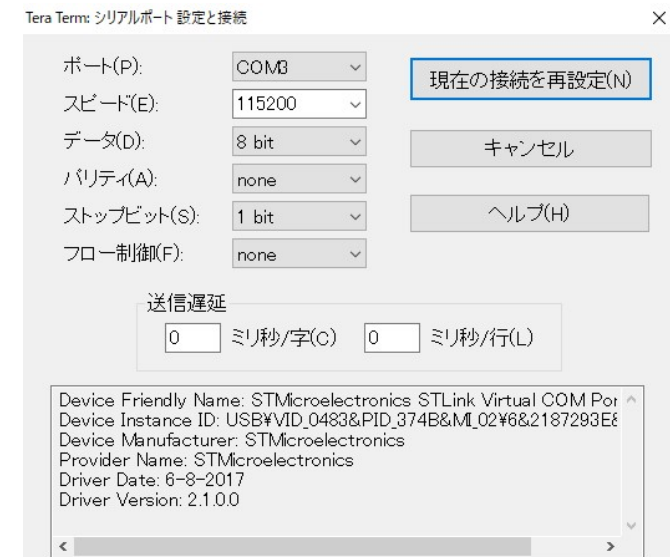 Tera Term: シリアルポート 設定と接続
ポート(P): COM3
現在の接続を再設定(N)
スピード(E): 115200
データ(D): 8 bit
キャンセル
パリティ(A): none
ストップビット(S): 1 bit
ヘルプ(H)
フロー制御(F): none
送信遅延
0 ミリ秒/字(C) 0 ミリ秒/行(L)
Device Friendly Name: STMicroelectronics STLink Virtual COM Por
Device Instance ID: USB¥VID_0483&PID_374B&MI_02¥6&2187293E&
Device Manufacturer: STMicroelectronics
Provider Name: STMicroelectronics
Driver Date: 6-8-2017
Driver Version: 2.1.0.0